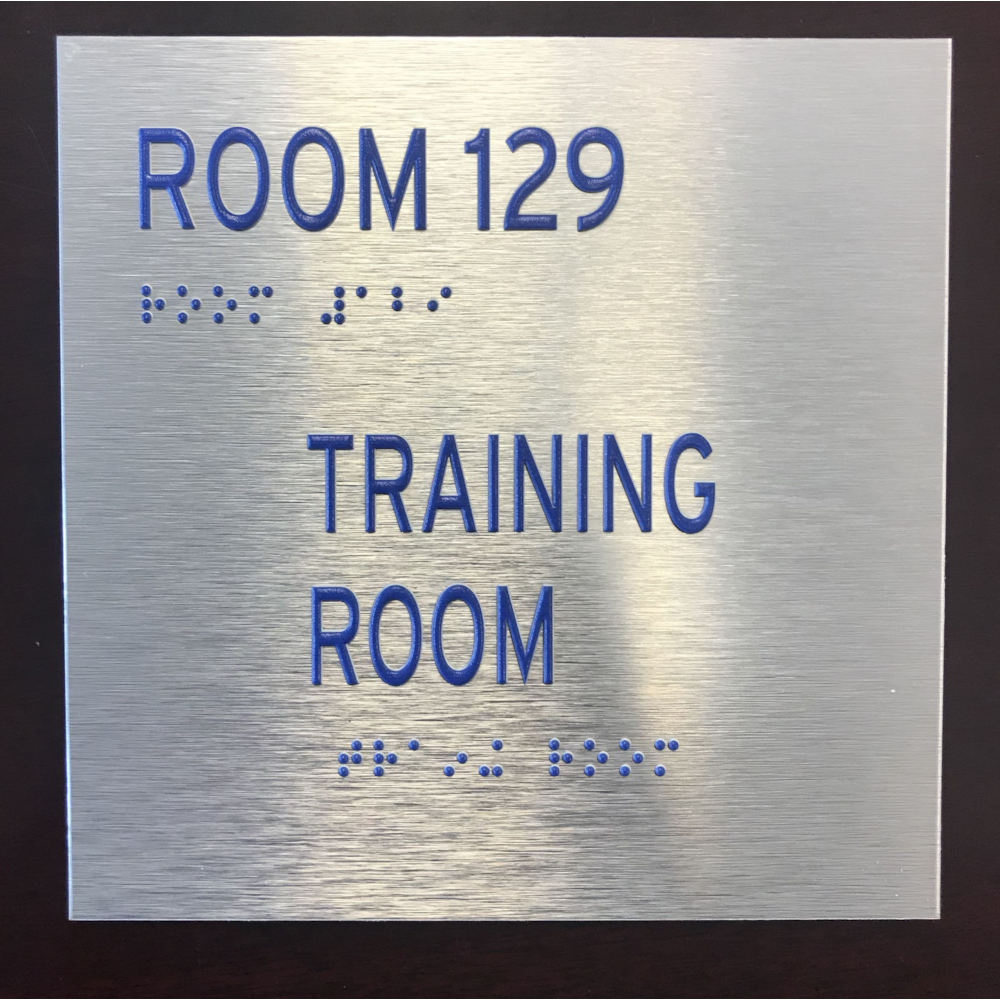 ROOM 129
⠗⠕⠕⠍ ⠼⠁⠃⠊
TRAINING
ROOM
⠞⠗⠁⠔⠬ ⠗⠕⠕⠍